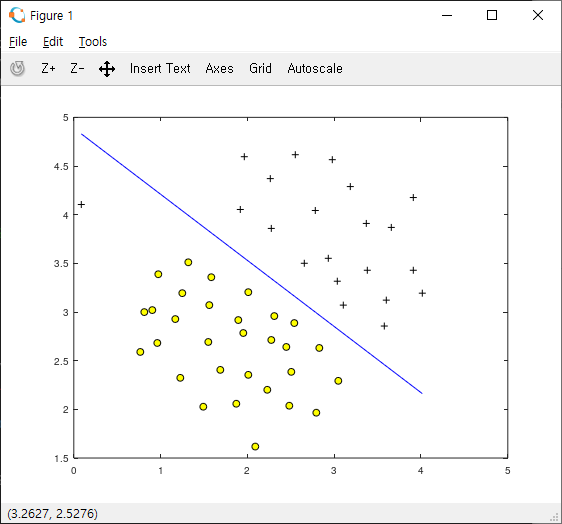 Figure 1
File Edit Tools
Z+ Z- Insert Text Axes Grid Autoscale
5
4.5
4
3.5
3
2.5
2
1.5
0 1 2 3 4 5
(3.2627, 2.5276)